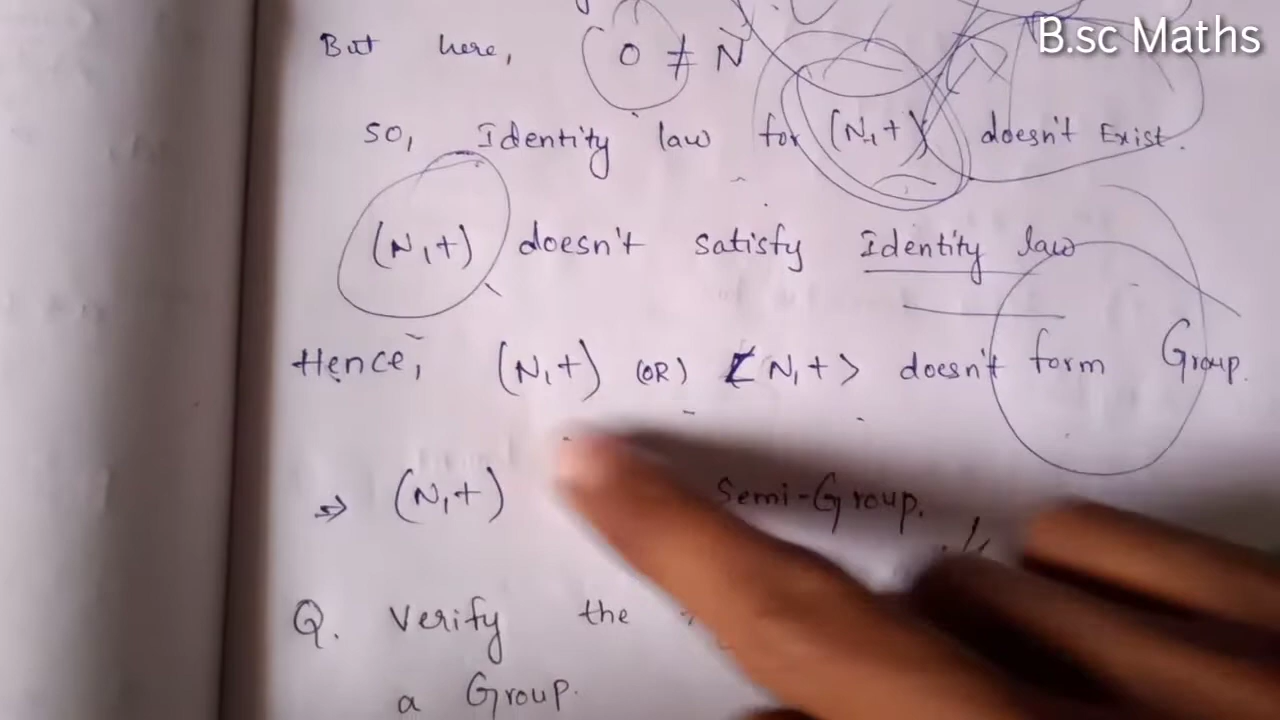 B.sc Maths
But here, 0 ≠ N
SO, Identity law for (N,+) doesn't Exist.
(N,+) doesn't satisfy Identity law
Hence, (N,+) (OR) <N,+> doesn't form Group.
⇒ (N,+) Semi-Group.
Q. Verify the
a Group.